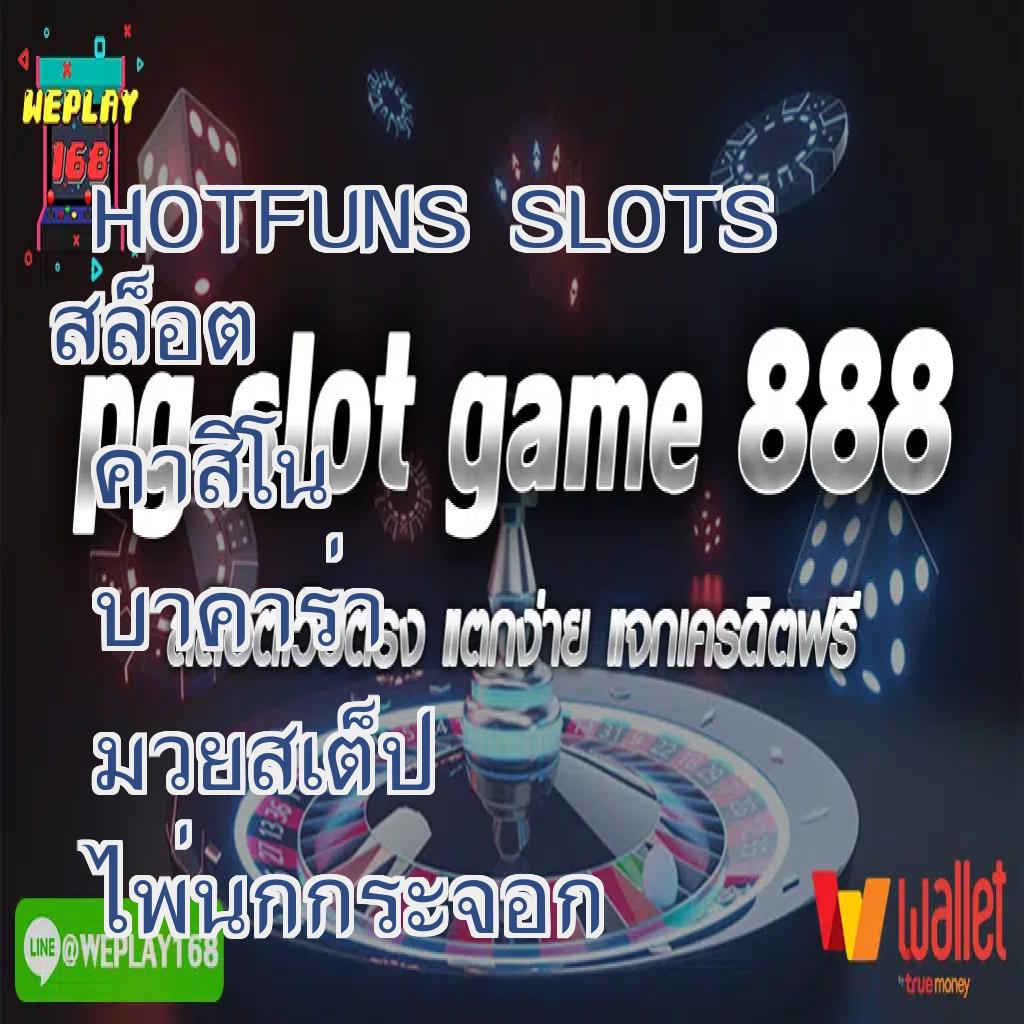 WEPLAY
168
HOTFUNS SLOTS
สล็อต
pg slot game 888
คาสิโน
บาคาร่า
แตกง่าย แจกเครดิตฟรี
มวยสเต็ป
ไพ่นกกระจอก
LINE @WEPLAY168
wallet
by truemoney